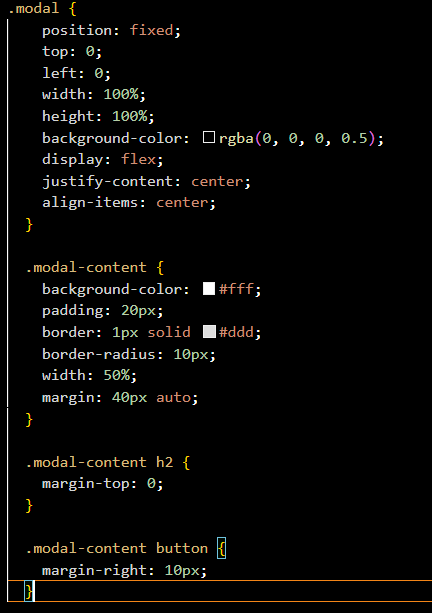 .modal {
position: fixed;
top: 0;
left: 0;
width: 100%;
height: 100%;
background-color: rgba(0, 0, 0, 0.5);
display: flex;
justify-content: center;
align-items: center;
}
.modal-content {
background-color: #fff;
padding: 20px;
border: 1px solid #ddd;
border-radius: 10px;
width: 50%;
margin: 40px auto;
}
.modal-content h2 {
margin-top: 0;
}
.modal-content button {
margin-right: 10px;
}